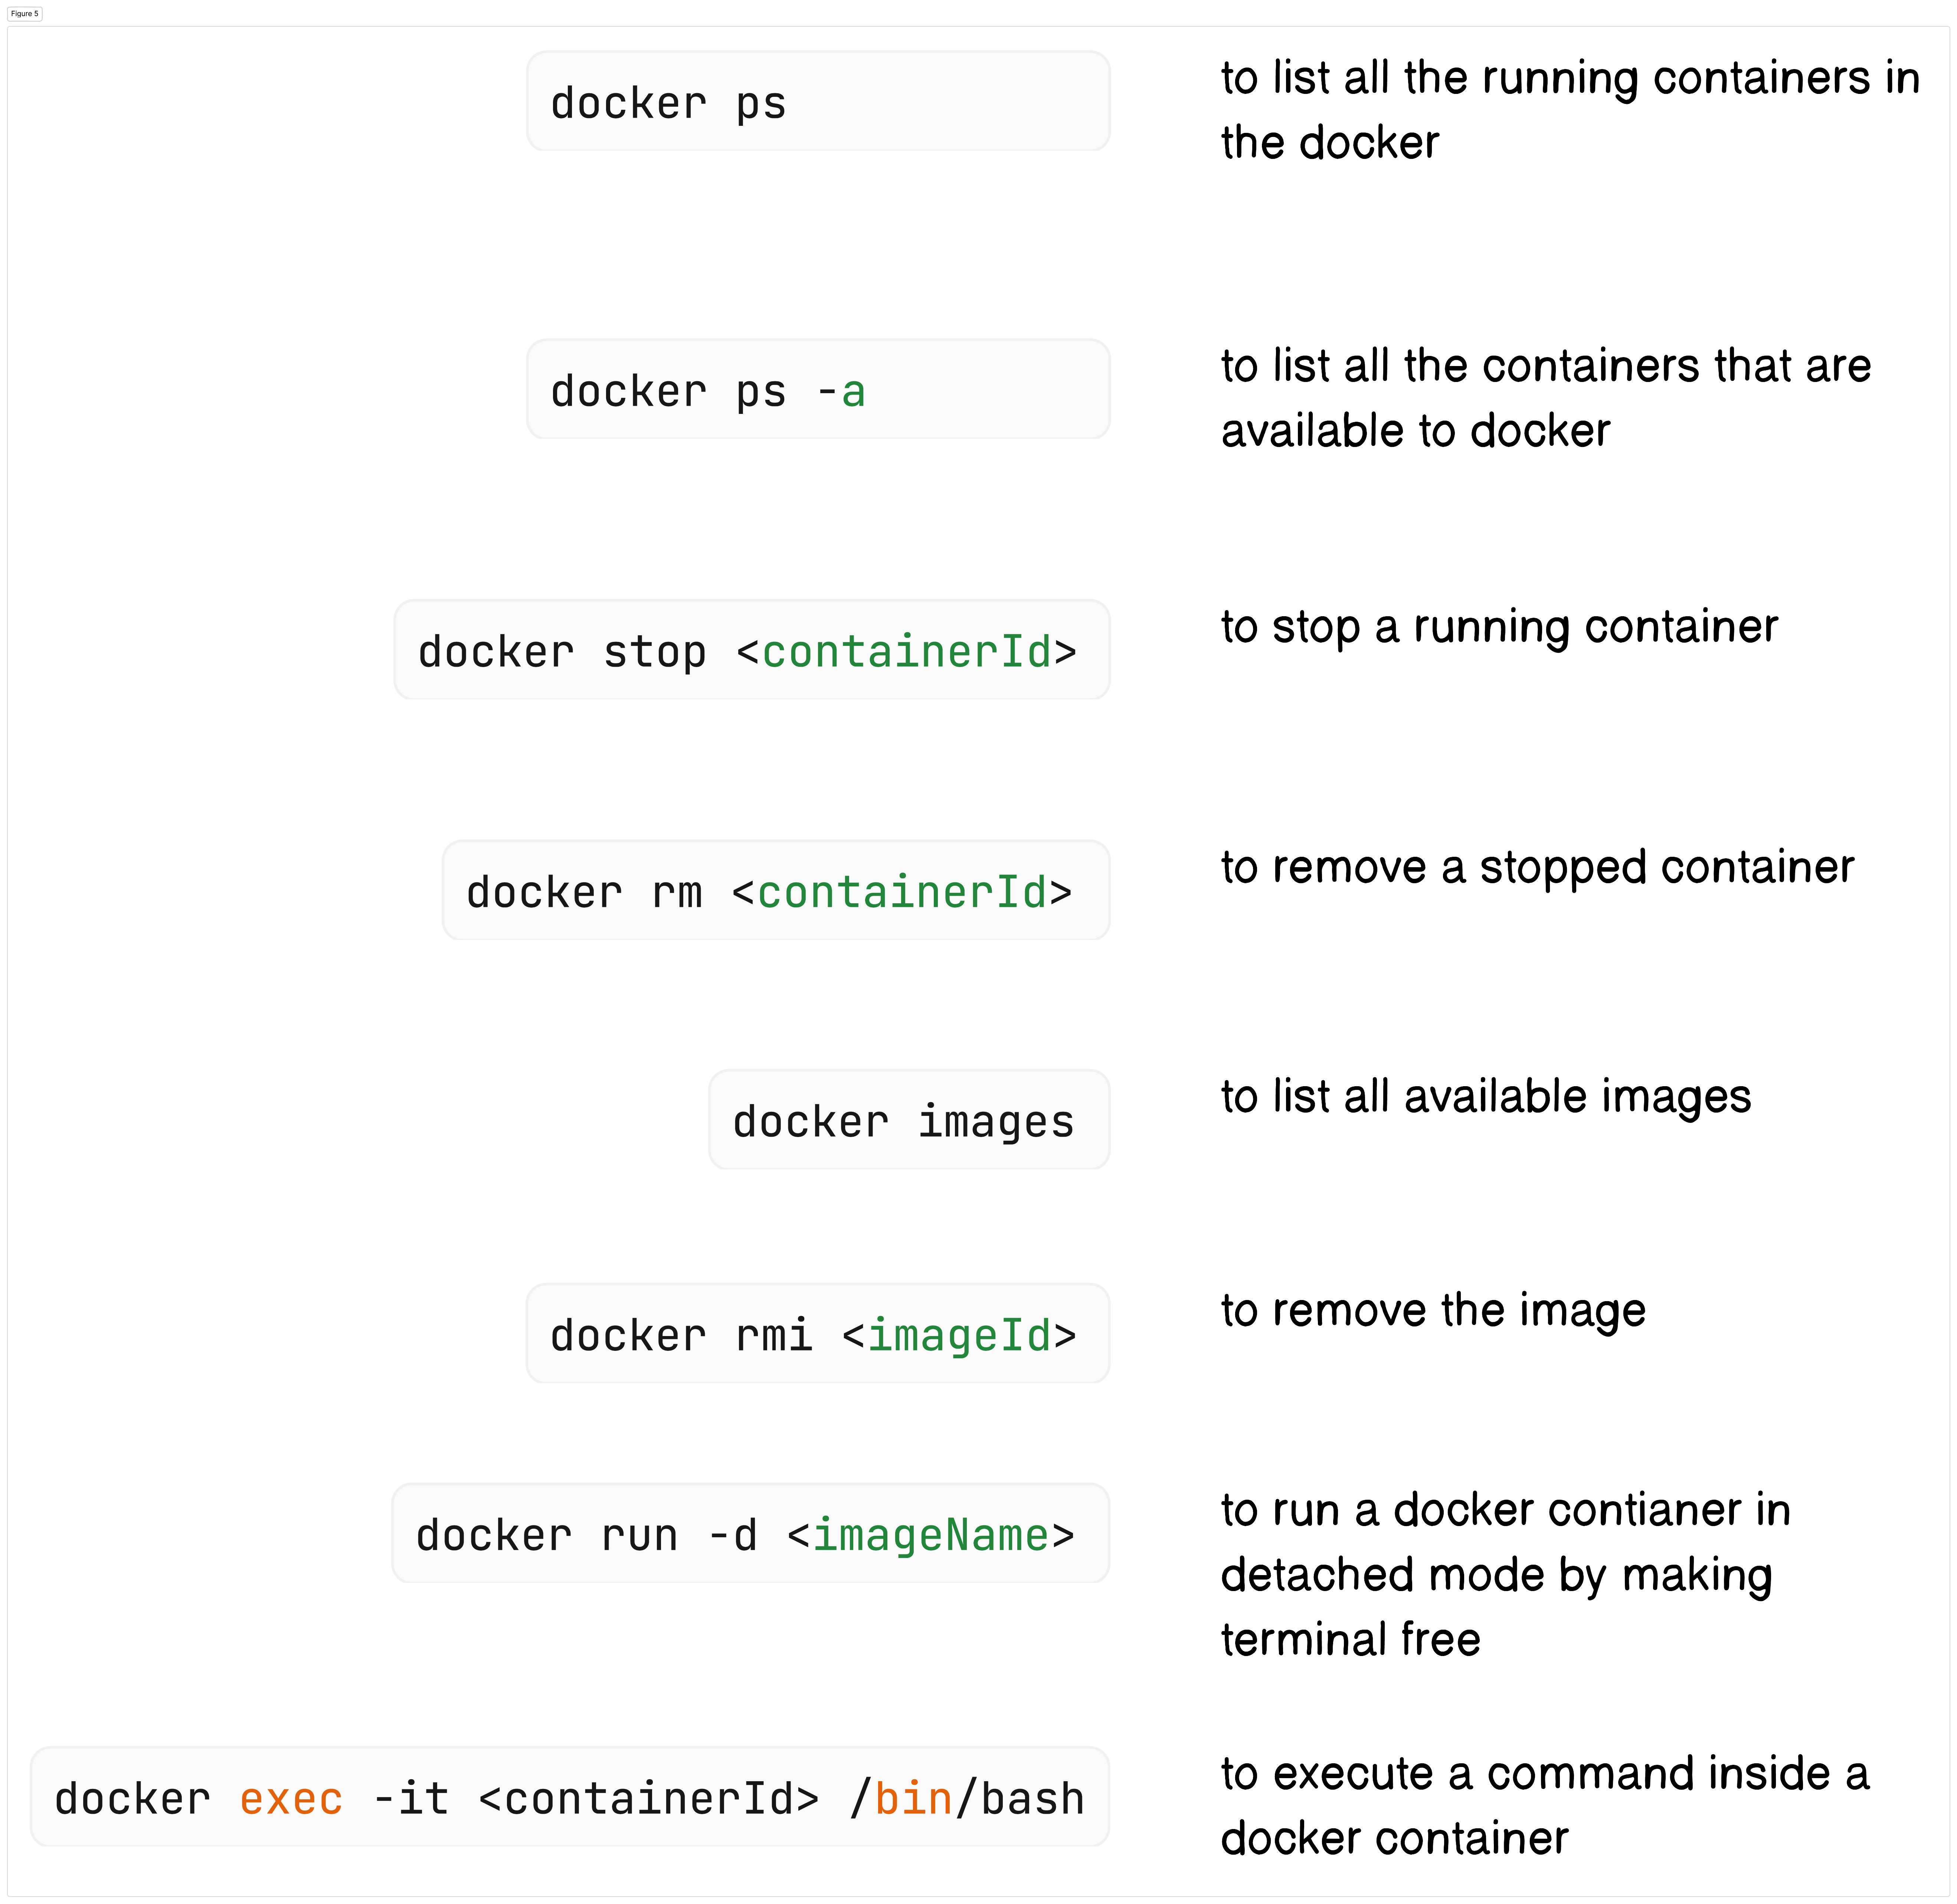 Figure 5
docker ps
to list all the running containers in
the docker
docker ps -a
to list all the containers that are
available to docker
docker stop <containerId>
to stop a running container
docker rm <containerId>
to remove a stopped container
docker images
to list all available images
docker rmi <imageId>
to remove the image
docker run -d <imageName>
to run a docker contianer in
detached mode by making
terminal free
docker exec -it <containerId> /bin/bash
to execute a command inside a
docker container